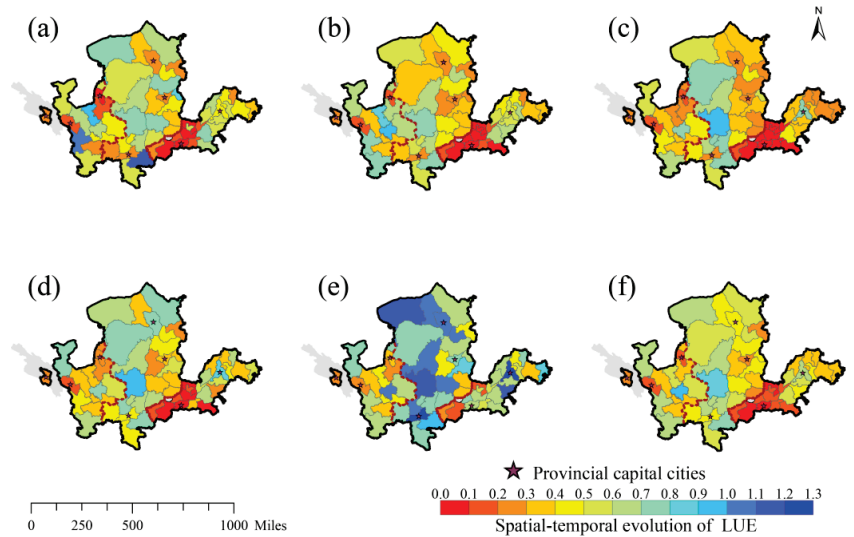 (a)
(b)
(c)
N
(d)
(e)
(f)
Provincial capital cities
0.0 0.1 0.2 0.3 0.4 0.5 0.6 0.7 0.8 0.9 1.0 1.1 1.2 1.3
Spatial-temporal evolution of LUE
0 250 500 1000 Miles